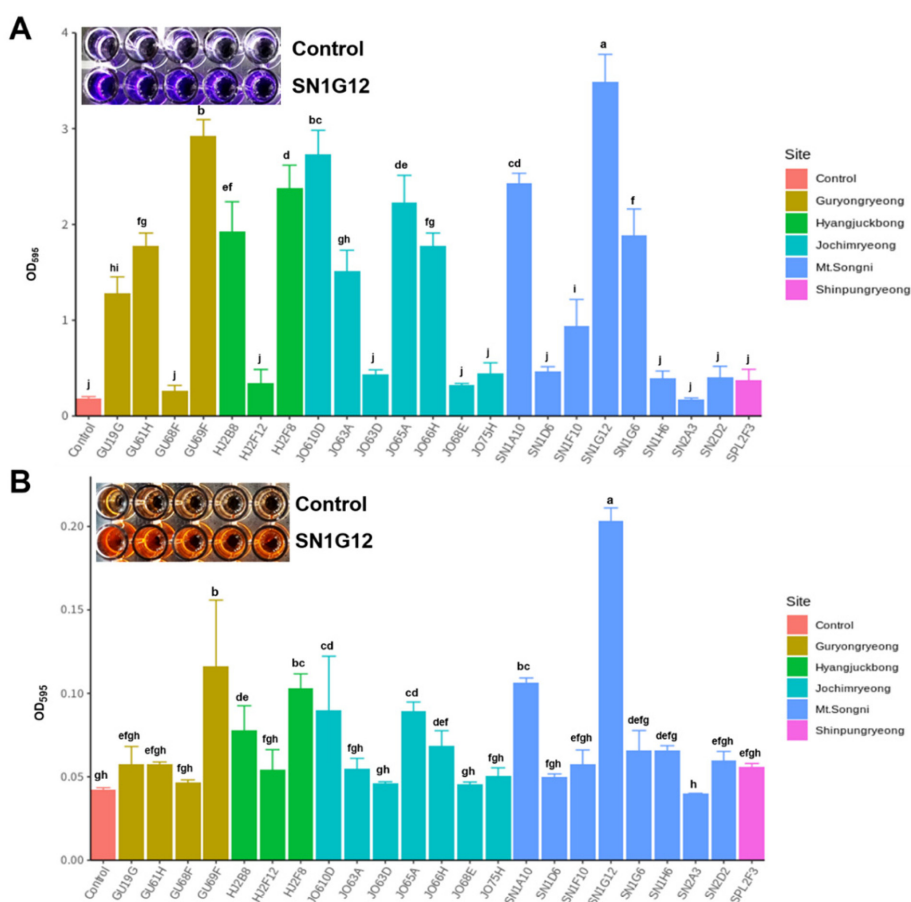 A
Control
SN1G12
4
3
2
1
0
OD595
j
hi
fg
j
b
ef
j
d
bc
gh
j
de
fg
j
j
cd
j
i
a
f
j
j
j
j
Control
GU19G
GU61H
GU68F
GU69F
HJ2B8
HJ2F12
HJ2F8
JO610D
JO63A
JO63D
JO65A
JO66H
JO68E
JO75H
SN1A10
SN1D6
SN1F10
SN1G12
SN1G6
SN1H6
SN2A3
SN2D2
SPL2F3
Site
Control
Guryongryeong
Hyangjuckbong
Jochimryeong
Mt.Songni
Shinpungryeong
B
Control
SN1G12
0.20
0.15
0.10
0.05
0.00
OD595
gh
efgh
efgh
fgh
b
de
fgh
bc
cd
fgh
gh
cd
def
gh
fgh
bc
fgh
efgh
a
defg
defg
h
efgh
efgh
Control
GU19G
GU61H
GU68F
GU69F
HJ2B8
HJ2F12
HJ2F8
JO610D
JO63A
JO63D
JO65A
JO66H
JO68E
JO75H
SN1A10
SN1D6
SN1F10
SN1G12
SN1G6
SN1H6
SN2A3
SN2D2
SPL2F3
Site
Control
Guryongryeong
Hyangjuckbong
Jochimryeong
Mt.Songni
Shinpungryeong